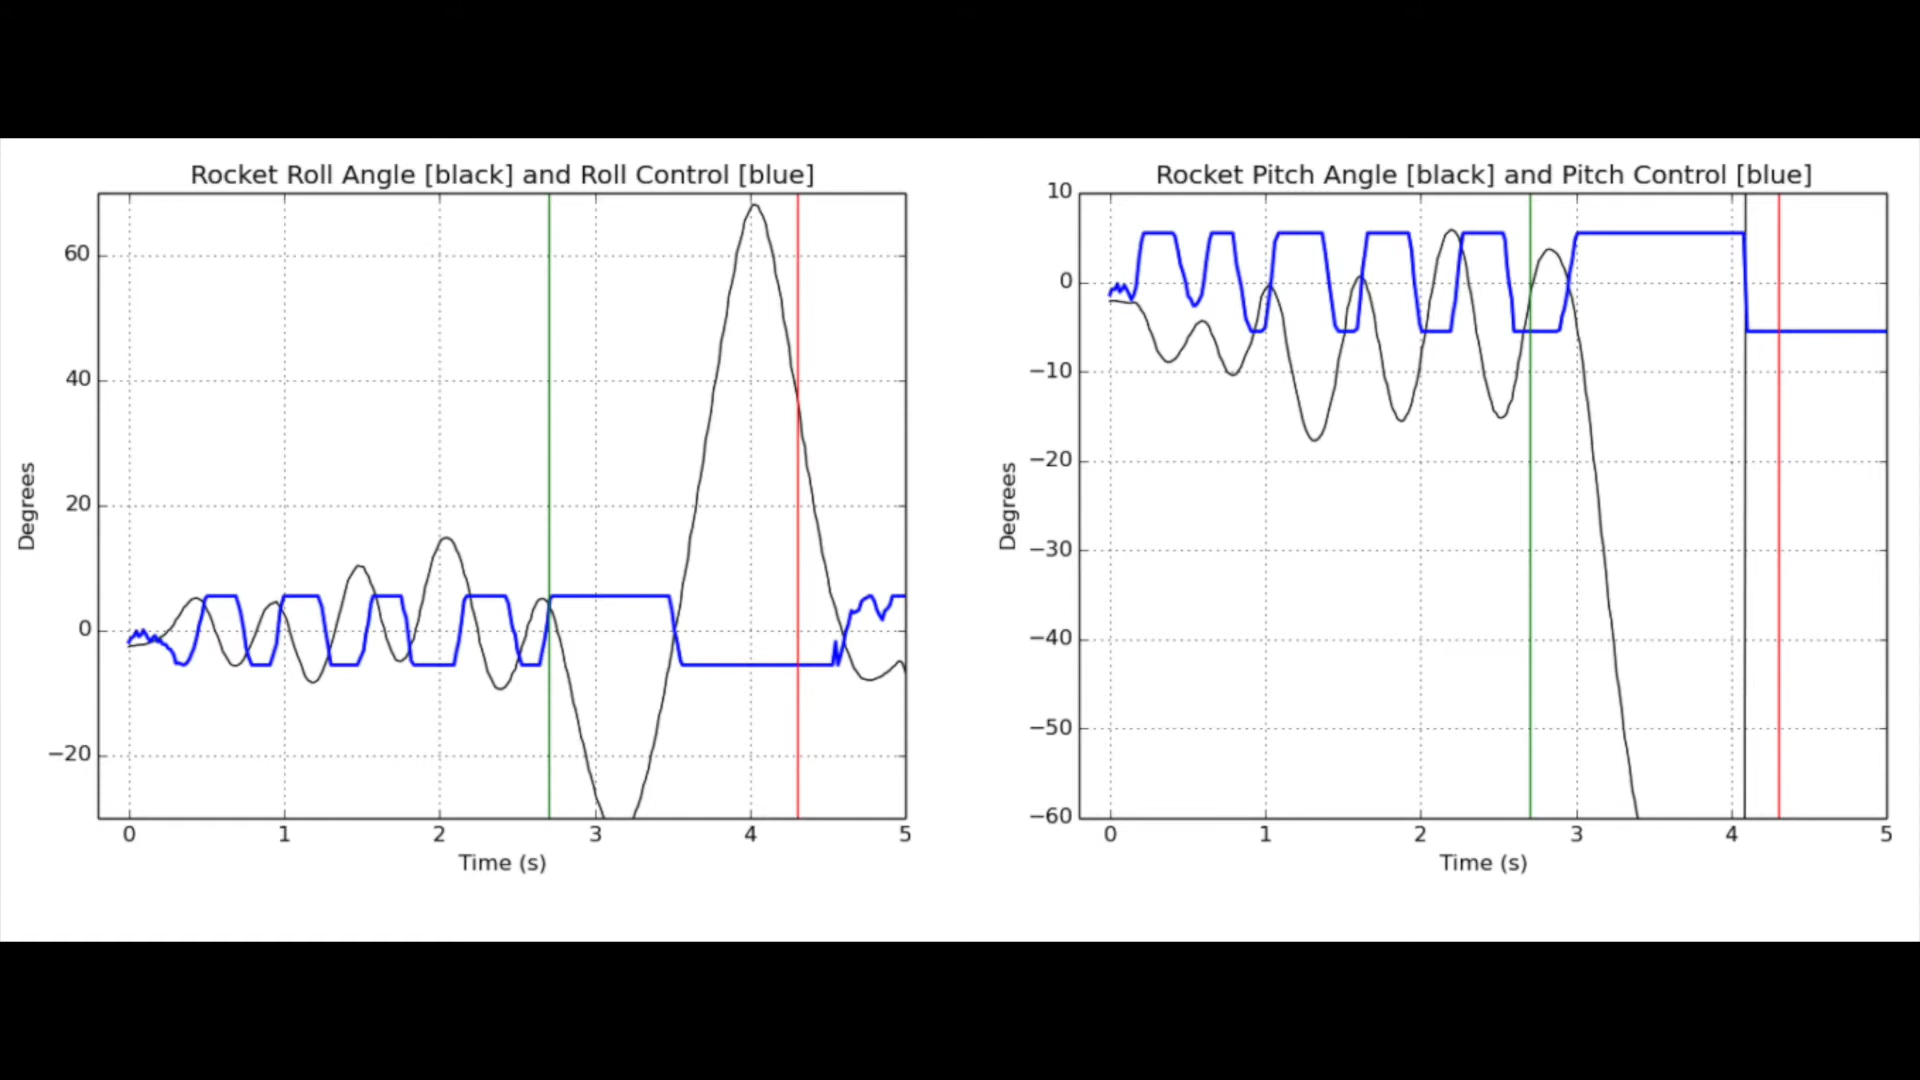 Rocket Roll Angle [black] and Roll Control [blue]
60
40
20
0
−20
Degrees
0 1 2 3 4 5
Time (s)
Rocket Pitch Angle [black] and Pitch Control [blue]
10
0
−10
−20
−30
−40
−50
−60
Degrees
0 1 2 3 4 5
Time (s)